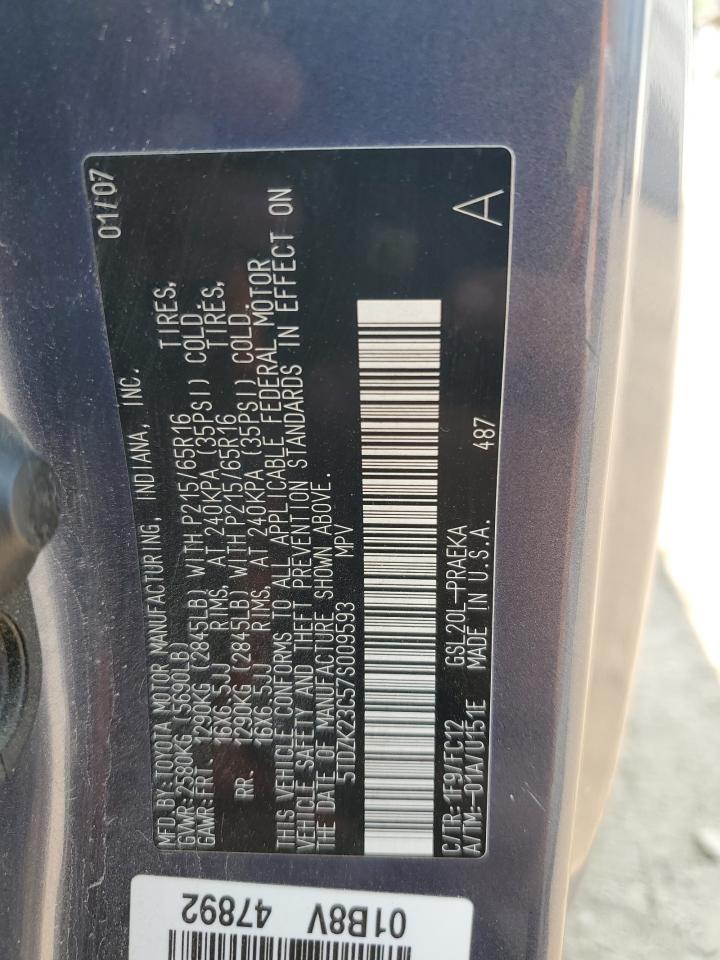 MFD. BY: TOYOTA MOTOR MANUFACTURING, INDIANA, INC. 01/07
GVWR: 2580KG (5690LB)
GAWR: FRT. 1290KG (2845LB) WITH P215/65R16 TIRES,
16X6.5JJ RIMS, AT 240KPA (35PSI) COLD.
RR. 1290KG (2845LB) WITH P215/65R16 TIRES,
16X6.5JJ RIMS, AT 240KPA (35PSI) COLD.
THIS VEHICLE CONFORMS TO ALL APPLICABLE FEDERAL MOTOR
VEHICLE SAFETY AND THEFT PREVENTION STANDARDS IN EFFECT ON
THE DATE OF MANUFACTURE SHOWN ABOVE.
5TDZK23C57S009593 MPV
C/TR: 1F9/FC12 GSL20L-PRAEKA 487
A/TM: -01A/U151E MADE IN U.S.A. A
01B8V 47892